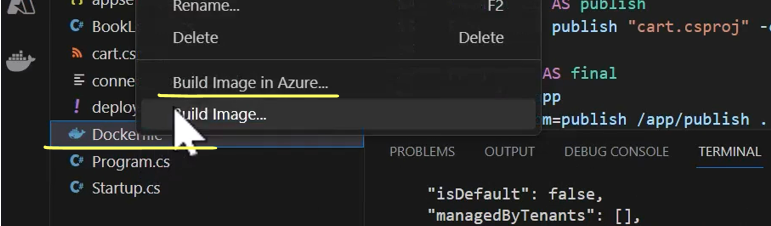 appse
BookL
cart.cs
conne
deploy
Dockerfile
Program.cs
Startup.cs
Rename... F2
Delete Delete
Build Image in Azure...
Build Image...
AS publish
publish "cart.csproj" -
AS final
pp
m=publish /app/publish .
PROBLEMS OUTPUT DEBUG CONSOLE TERMINAL
"isDefault": false,
"managedByTenants": [],